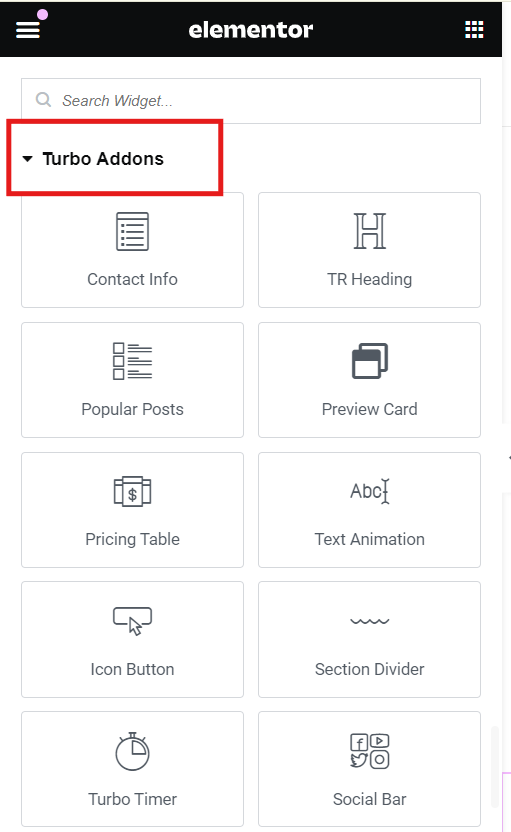 elementor
Search Widget...
Turbo Addons
Contact Info
TR Heading
Popular Posts
Preview Card
Pricing Table
Abc
Text Animation
Icon Button
Section Divider
Turbo Timer
Social Bar